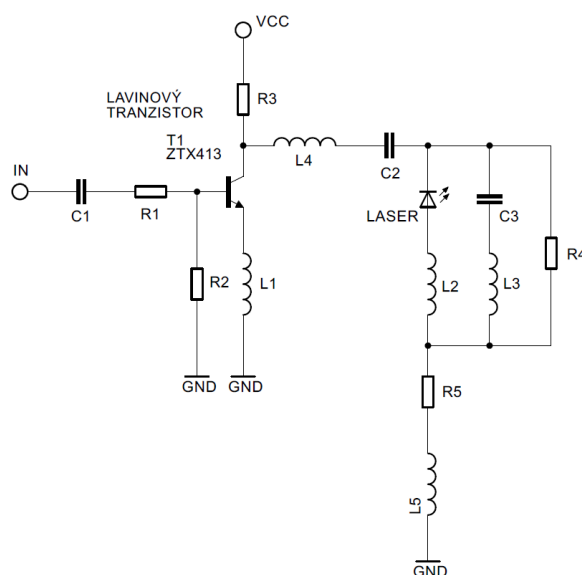 VCC
R3
LAVINOVÝ
TRANZISTOR
T1
ZTX413
L4
C2
IN
C1
R1
LASER
C3
R4
R2
L1
L2
L3
GND
GND
R5
L5
GND